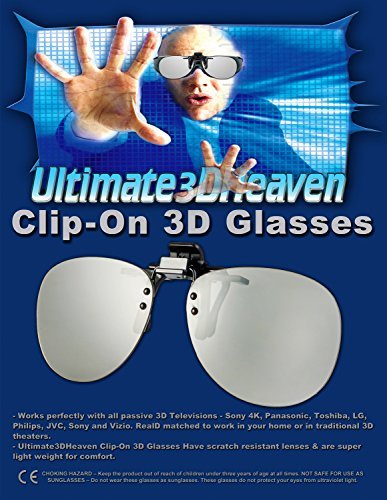 Ultimate3DHeaven
Clip-On 3D Glasses
- Works perfectly with all passive 3D Televisions - Sony 4K, Panasonic, Toshiba, LG,
Philips, JVC, Sony and Vizio. RealD matched to work in your home or in traditional 3D
theaters.
- Ultimate3DHeaven Clip-On 3D Glasses Have scratch resistant lenses & are super
light weight for comfort.
CE CHOKING HAZARD – Keep the product out of reach of children under three years of age at all times. NOT SAFE FOR USE AS
SUNGLASSES – Do not wear these glasses as sunglasses. These glasses do not protect your eyes from ultraviolet light.